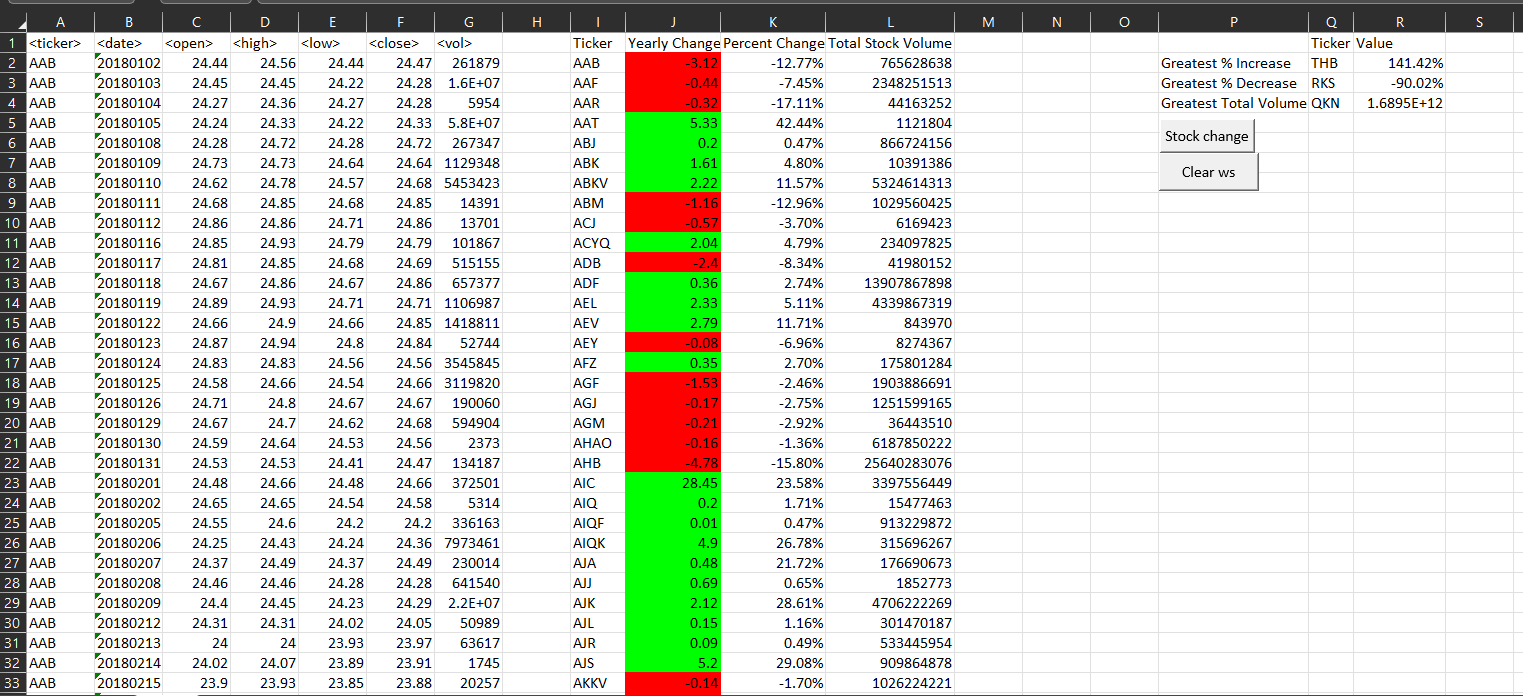 A B C D E F G H I J K L M N O P Q R S
1 <ticker> <date> <open> <high> <low> <close> <vol> Ticker Yearly Change Percent Change Total Stock Volume Ticker Value
2 AAB 20180102 24.44 24.56 24.44 24.47 261879 AAB -3.12 -12.77% 765628638 Greatest % Increase THB 141.42%
3 AAB 20180103 24.45 24.45 24.22 24.28 1.6E+07 AAF -0.44 -7.45% 2348251513 Greatest % Decrease RKS -90.02%
4 AAB 20180104 24.27 24.36 24.27 24.28 5954 AAR -0.32 -17.11% 44163252 Greatest Total Volume QKN 1.6895E+12
5 AAB 20180105 24.24 24.33 24.22 24.33 5.8E+07 AAT 5.33 42.44% 1121804
Stock change
6 AAB 20180108 24.28 24.72 24.28 24.72 267347 ABJ 0.2 0.47% 866724156
7 AAB 20180109 24.73 24.73 24.64 24.64 1129348 ABK 1.61 4.80% 10391386
Clear ws
8 AAB 20180110 24.62 24.78 24.57 24.68 5453423 ABKV 2.22 11.57% 5324614313
9 AAB 20180111 24.68 24.85 24.68 24.85 14391 ABM -1.16 -12.96% 1029560425
10 AAB 20180112 24.86 24.86 24.71 24.86 13701 ACJ -0.57 -3.70% 6169423
11 AAB 20180116 24.85 24.93 24.79 24.79 101867 ACYQ 2.04 4.79% 234097825
12 AAB 20180117 24.81 24.85 24.68 24.69 515155 ADB -2.4 -8.34% 41980152
13 AAB 20180118 24.67 24.86 24.67 24.86 657377 ADF 0.36 2.74% 13907867898
14 AAB 20180119 24.89 24.93 24.71 24.71 1106987 AEL 2.33 5.11% 4339867319
15 AAB 20180122 24.66 24.9 24.66 24.85 1418811 AEV 2.79 11.71% 843970
16 AAB 20180123 24.87 24.94 24.8 24.84 52744 AEY -0.08 -6.96% 8274367
17 AAB 20180124 24.83 24.83 24.56 24.56 3545845 AFZ 0.35 2.70% 175801284
18 AAB 20180125 24.58 24.66 24.54 24.66 3119820 AGF -1.53 -2.46% 1903886691
19 AAB 20180126 24.71 24.8 24.67 24.67 190060 AGJ -0.17 -2.75% 1251599165
20 AAB 20180129 24.67 24.7 24.62 24.68 594904 AGM -0.21 -2.92% 36443510
21 AAB 20180130 24.59 24.64 24.53 24.56 2373 AHAO -0.16 -1.36% 6187850222
22 AAB 20180131 24.53 24.53 24.41 24.47 134187 AHB -4.78 -15.80% 25640283076
23 AAB 20180201 24.48 24.66 24.48 24.66 372501 AIC 28.45 23.58% 3397556449
24 AAB 20180202 24.65 24.65 24.54 24.58 5314 AIQ 0.2 1.71% 15477463
25 AAB 20180205 24.55 24.6 24.2 24.2 336163 AIQF 0.01 0.47% 913229872
26 AAB 20180206 24.25 24.43 24.24 24.36 7973461 AIQK 4.9 26.78% 315696267
27 AAB 20180207 24.37 24.49 24.37 24.49 230014 AJA 0.48 21.72% 176690673
28 AAB 20180208 24.46 24.46 24.28 24.28 641540 AJJ 0.69 0.65% 1852773
29 AAB 20180209 24.4 24.45 24.23 24.29 2.2E+07 AJK 2.12 28.61% 4706222269
30 AAB 20180212 24.31 24.31 24.02 24.05 50989 AJL 0.15 1.16% 301470187
31 AAB 20180213 24 24 23.93 23.97 63617 AJR 0.09 0.49% 533445954
32 AAB 20180214 24.02 24.07 23.89 23.91 1745 AJS 5.2 29.08% 909864878
33 AAB 20180215 23.9 23.93 23.85 23.88 20257 AKKV -0.14 -1.70% 1026224221